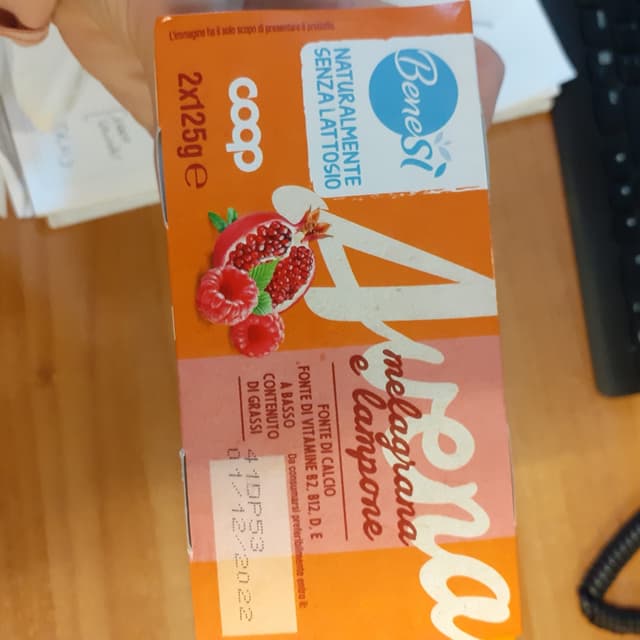 L'immagine ha il solo scopo di presentare il prodotto
BeneSì
NATURALMENTE
SENZA LATTOSIO
coop
2x125g e
Avena
melagrana
e lampone
FONTE DI CALCIO
FONTE DI VITAMINE B2, B12, D, E
A BASSO
CONTENUTO
DI GRASSI
Da consumarsi preferibilmente entro il:
41DP53
01/12/2022